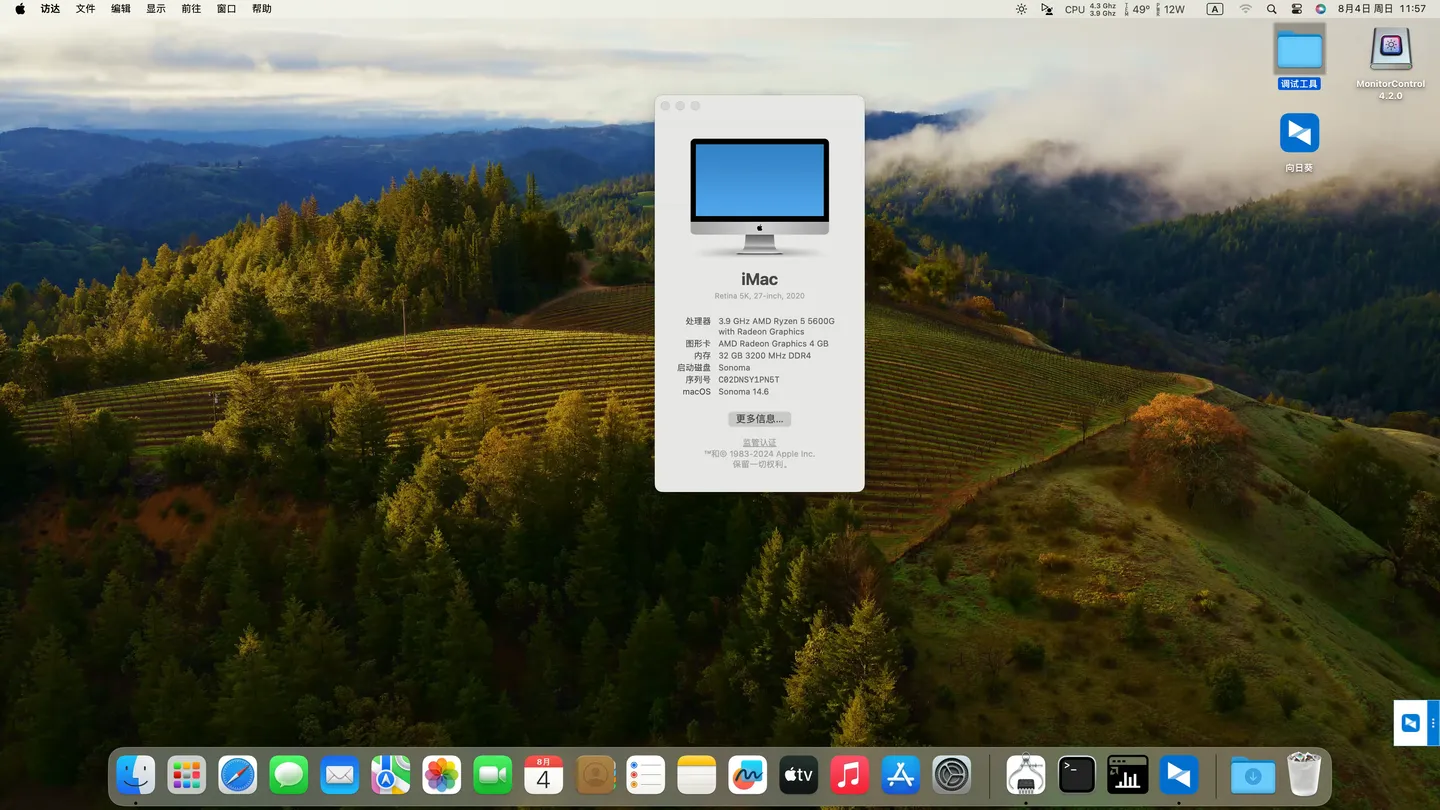 访达 文件 编辑 显示 前往 窗口 帮助
CPU 4.3 Ghz 3.9 Ghz 49° 12W A 8月4日 周日 11:57
调试工具
MonitorControl
4.2.0
向日葵
iMac
Retina 5K, 27-inch, 2020
处理器 3.9 GHz AMD Ryzen 5 5600G
with Radeon Graphics
图形卡 AMD Radeon Graphics 4 GB
内存 32 GB 3200 MHz DDR4
启动磁盘 Sonoma
序列号 C02DNSY1PN5T
macOS Sonoma 14.6
更多信息...
监管认证
™和© 1983-2024 Apple Inc.
保留一切权利。
8月
4
tv
>_